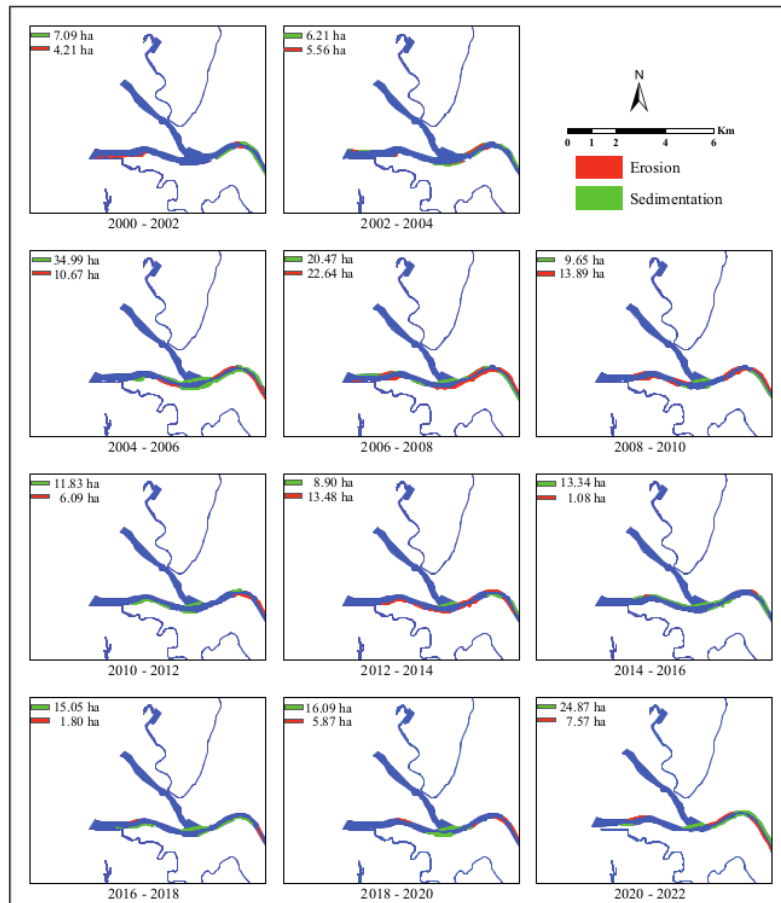 7.09 ha
4.21 ha
2000 - 2002
6.21 ha
5.56 ha
2002 - 2004
N
Km
0 1 2 4 6
Erosion
Sedimentation
34.99 ha
10.67 ha
2004 - 2006
20.47 ha
22.64 ha
2006 - 2008
9.65 ha
13.89 ha
2008 - 2010
11.83 ha
6.09 ha
2010 - 2012
8.90 ha
13.48 ha
2012 - 2014
13.34 ha
1.08 ha
2014 - 2016
15.05 ha
1.80 ha
2016 - 2018
16.09 ha
5.87 ha
2018 - 2020
24.87 ha
7.57 ha
2020 - 2022